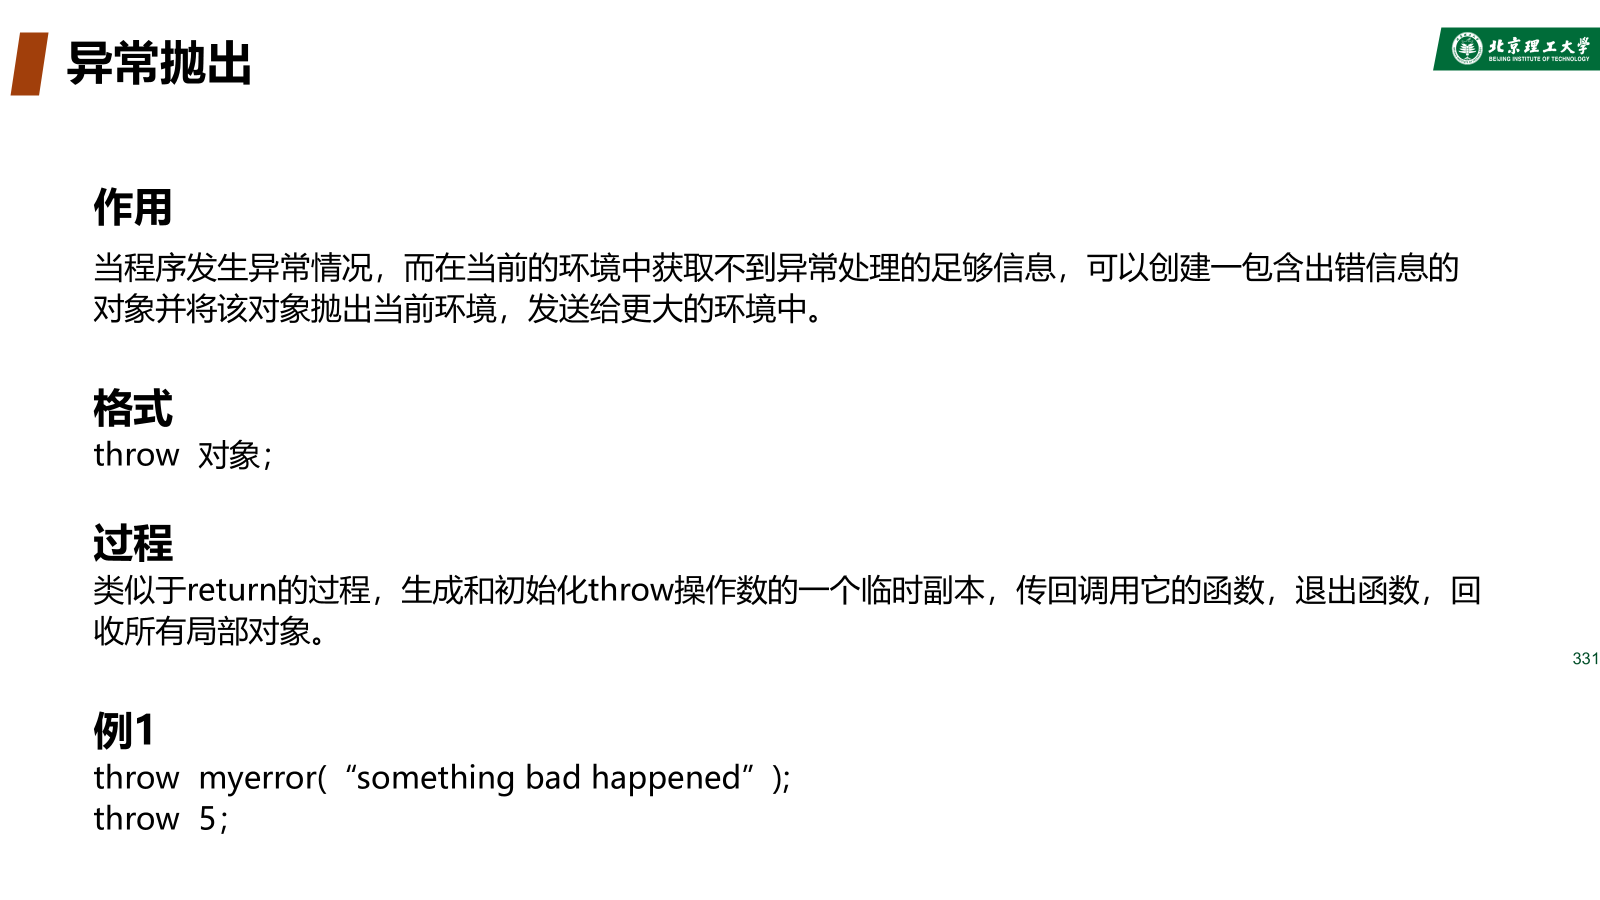 异常抛出
北京理工大学
BEIJING INSTITUTE OF TECHNOLOGY
作用
当程序发生异常情况，而在当前的环境中获取不到异常处理的足够信息，可以创建一包含出错信息的
对象并将该对象抛出当前环境，发送给更大的环境中。
格式
throw 对象；
过程
类似于return的过程，生成和初始化throw操作数的一个临时副本，传回调用它的函数，退出函数，回
收所有局部对象。
331
例1
throw myerror(“something bad happened”);
throw 5；